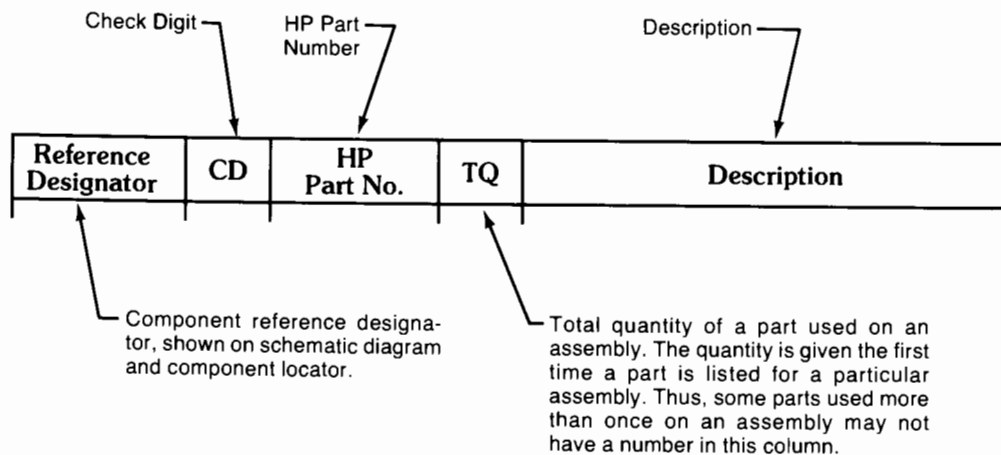 Check Digit
HP Part
Number
Description
Reference
Designator
CD
HP
Part No.
TQ
Description
Component reference designa-
tor, shown on schematic diagram
and component locator.
Total quantity of a part used on an
assembly. The quantity is given the first
time a part is listed for a particular
assembly. Thus, some parts used more
than once on an assembly may not
have a number in this column.